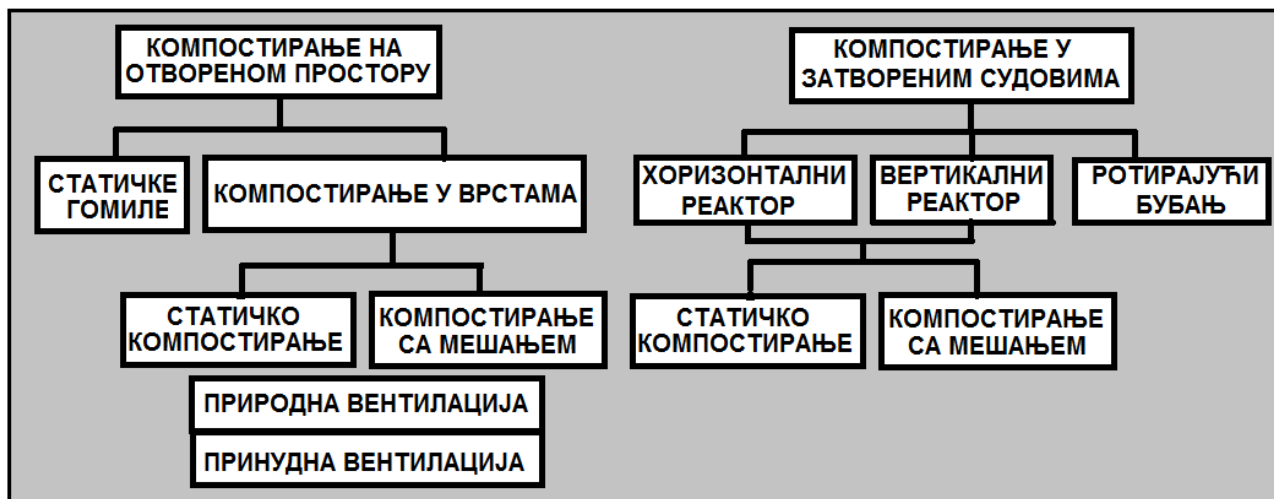 КОМПОСТИРАЊЕ НА
ОТВОРЕНОМ ПРОСТОРУ
СТАТИЧКЕ
ГОМИЛЕ
КОМПОСТИРАЊЕ У ВРСТАМА
СТАТИЧКО
КОМПОСТИРАЊЕ
КОМПОСТИРАЊЕ
СА МЕШАЊЕМ
ПРИРОДНА ВЕНТИЛАЦИЈА
ПРИНУДНА ВЕНТИЛАЦИЈА
КОМПОСТИРАЊЕ У
ЗАТВОРЕНИМ СУДОВИМА
ХОРИЗОНТАЛНИ
РЕАКТОР
ВЕРТИКАЛНИ
РЕАКТОР
РОТИРАЈУЋИ
БУБАЊ
СТАТИЧКО
КОМПОСТИРАЊЕ
КОМПОСТИРАЊЕ
СА МЕШАЊЕМ